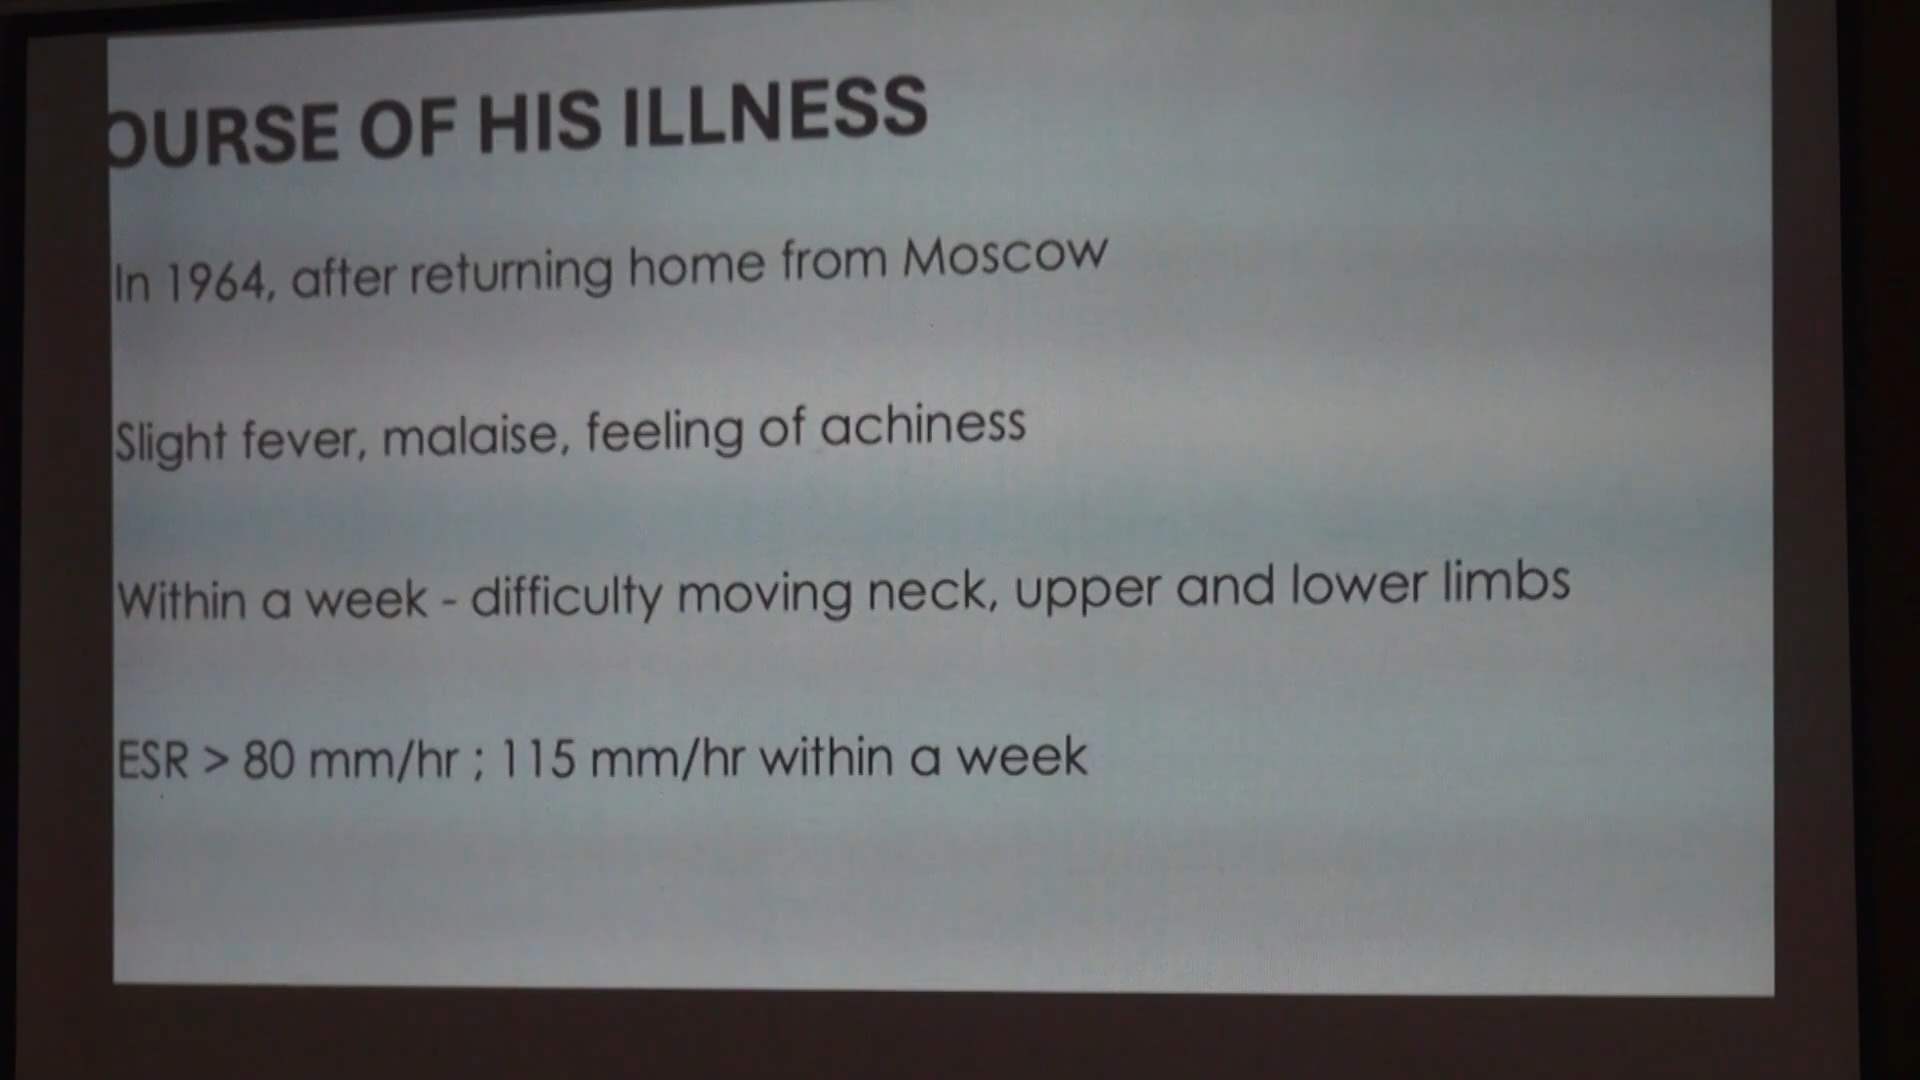 OURSE OF HIS ILLNESS
In 1964, after returning home from Moscow
Slight fever, malaise, feeling of achiness
Within a week - difficulty moving neck, upper and lower limbs
ESR > 80 mm/hr ; 115 mm/hr within a week